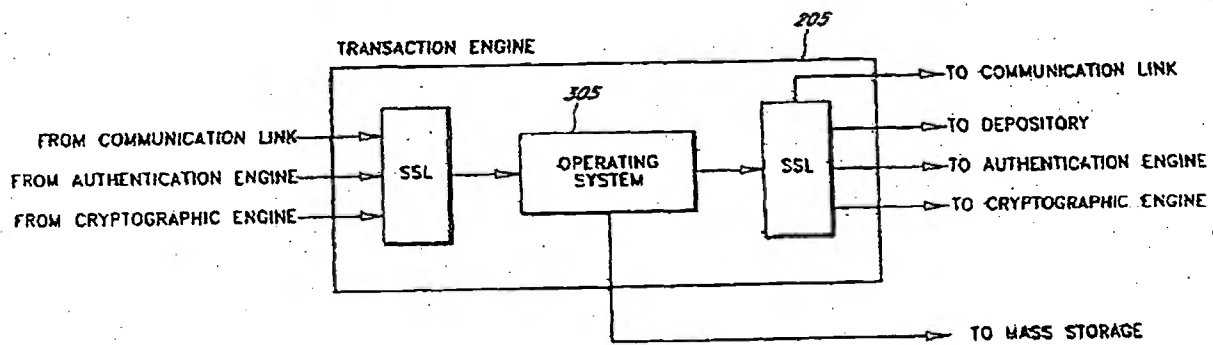 205
TRANSACTION ENGINE
TO COMMUNICATION LINK
305
FROM COMMUNICATION LINK
TO DEPOSITORY
SSL
OPERATING
SYSTEM
SSL
FROM AUTHENTICATION ENGINE
TO AUTHENTICATION ENGINE
FROM CRYPTOGRAPHIC ENGINE
TO CRYPTOGRAPHIC ENGINE
TO MASS STORAGE